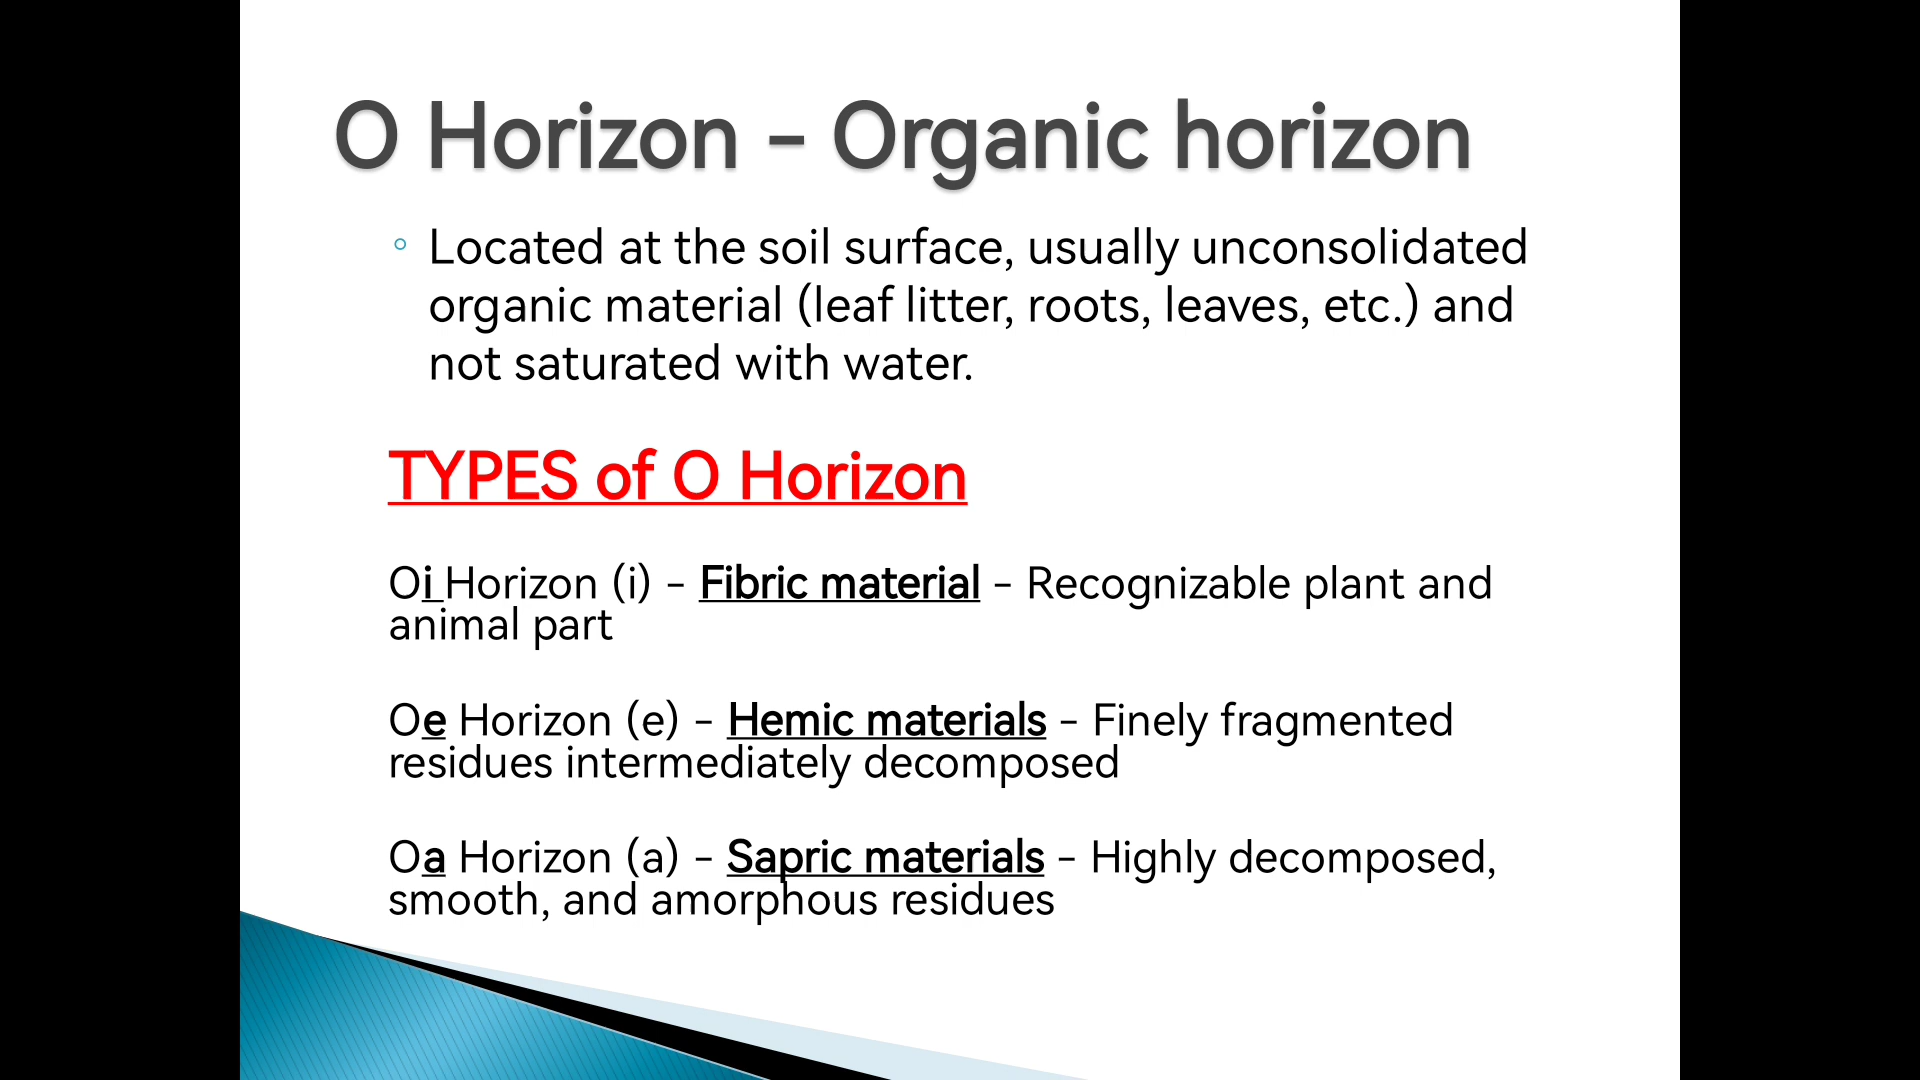 O Horizon – Organic horizon
◦ Located at the soil surface, usually unconsolidated
organic material (leaf litter, roots, leaves, etc.) and
not saturated with water.
TYPES of O Horizon
Oi Horizon (i) – Fibric material – Recognizable plant and
animal part
Oe Horizon (e) – Hemic materials – Finely fragmented
residues intermediately decomposed
Oa Horizon (a) – Sapric materials – Highly decomposed,
smooth, and amorphous residues